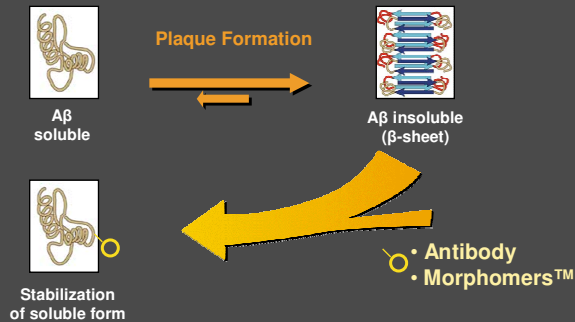 Plaque Formation
Aβ
soluble
Aβ insoluble
(β-sheet)
• Antibody
• Morphomers™
Stabilization
of soluble form